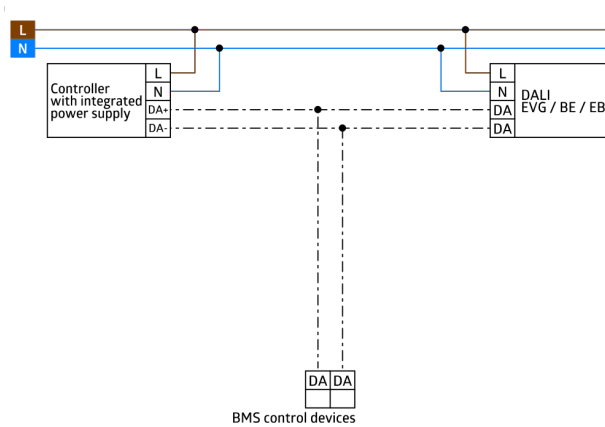 L
N
Controller
with integrated
power supply
L
N
DA+
DA-
L
N
DA
DA
DALI
EVG / BE / EB
DA DA
BMS control devices